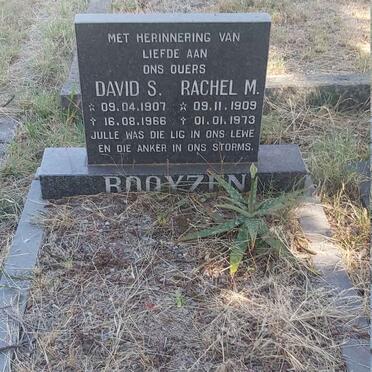 MET HERINNERING VAN
LIEFDE AAN
ONS OUERS
DAVID S. RACHEL M.
☆ 09.04.1907 ☆ 09.11.1909
✝ 16.08.1966 ✝ 01.01.1973
JULLE WAS DIE LIG IN ONS LEWE
EN DIE ANKER IN ONS STORMS.
ROOYZEN